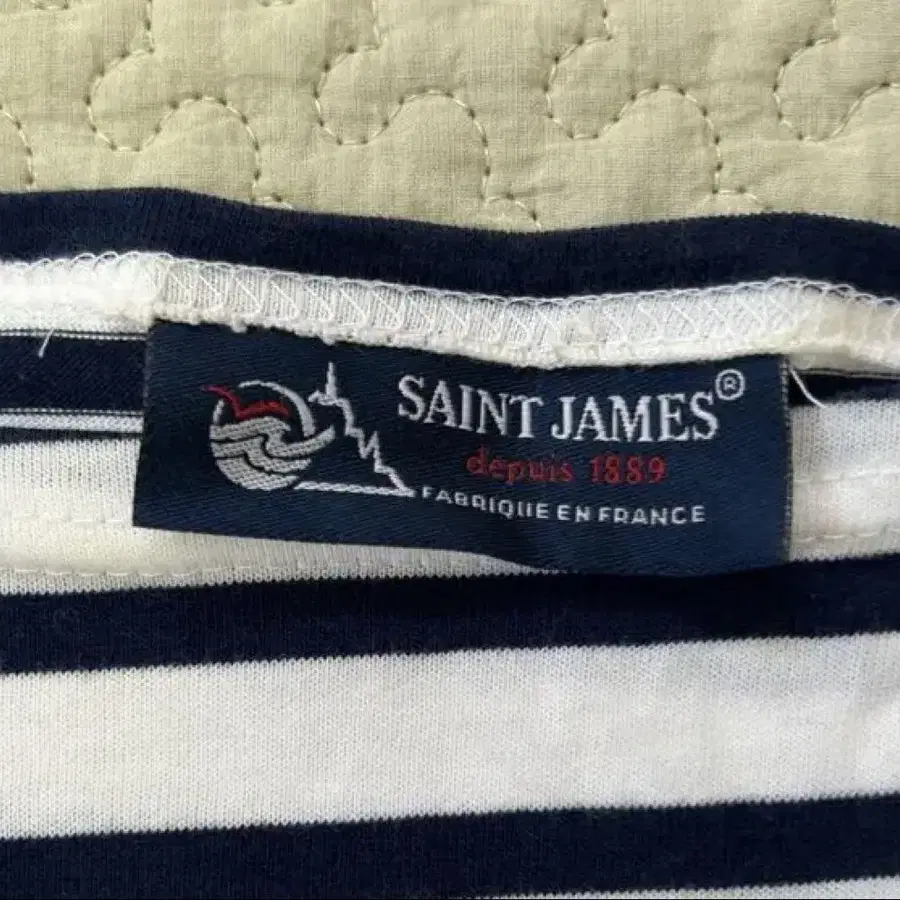 SAINT JAMES®
depuis 1889
FABRIQUE EN FRANCE